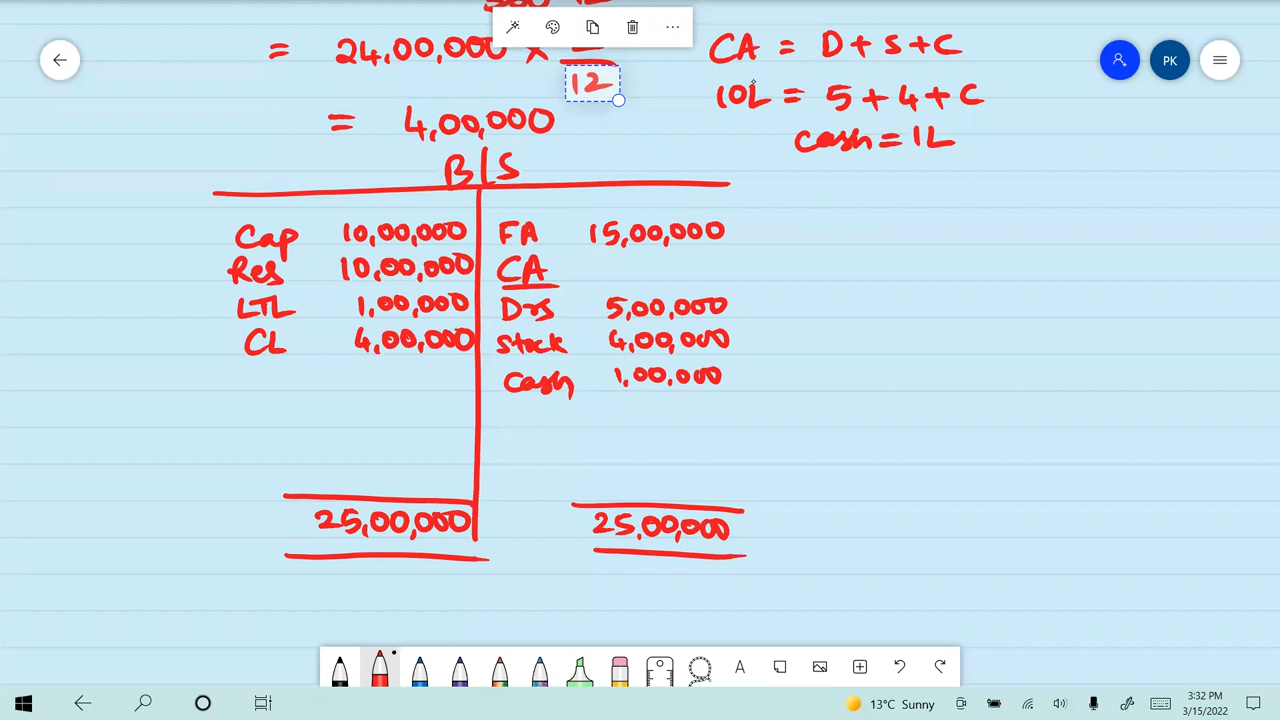 = 24,00,000 ×
12
= 4,00,000
CA = D + S + C
10L = 5 + 4 + C
cash = 1L
B|S
Cap 10,00,000 FA 15,00,000
Res 10,00,000 CA
LTL 1,00,000 Drs 5,00,000
CL 4,00,000 Stock 4,00,000
Cash 1,00,000
25,00,000 25,00,000
PK
A
13°C Sunny
3:32 PM
3/15/2022